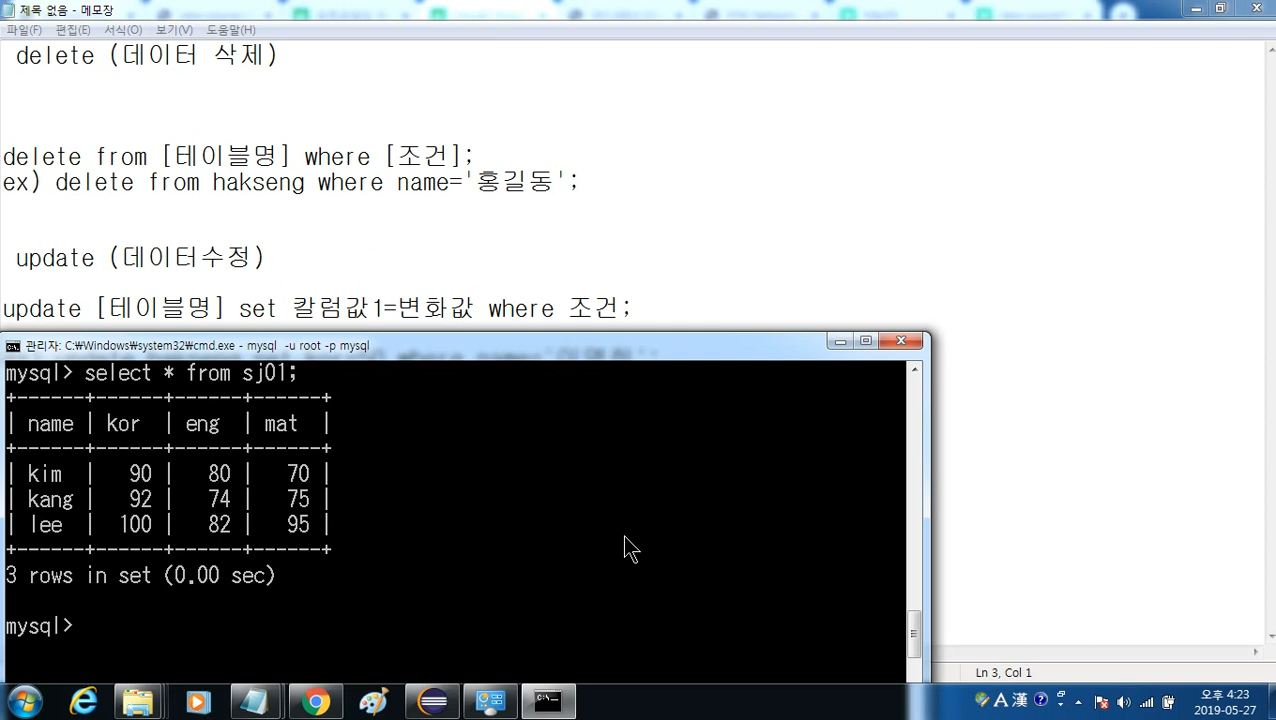 제목 없음 - 메모장
파일(F) 편집(E) 서식(O) 보기(V) 도움말(H)
delete (데이터 삭제)
delete from [테이블명] where [조건];
ex) delete from hakseng where name='홍길동';
update (데이터수정)
update [테이블명] set 칼럼값1=변화값 where 조건;
관리자: C:\Windows\system32\cmd.exe - mysql -u root -p mysql
mysql> select * from sj01;
+------+------+------+------+
| name | kor | eng | mat |
+------+------+------+------+
| kim | 90 | 80 | 70 |
| kang | 92 | 74 | 75 |
| lee | 100 | 82 | 95 |
+------+------+------+------+
3 rows in set (0.00 sec)
mysql>
Ln 3, Col 1
A 漢
오후 4:23
2019-05-27